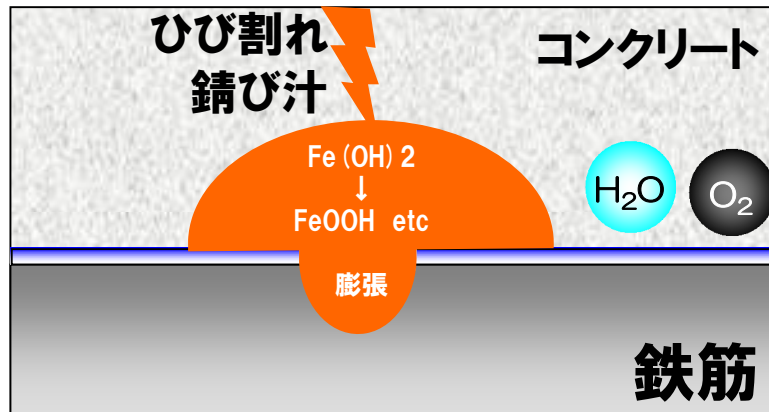 ひび割れ
錆び汁
コンクリート
Fe(OH)2
↓
FeOOH etc
H₂O
O₂
膨張
鉄筋